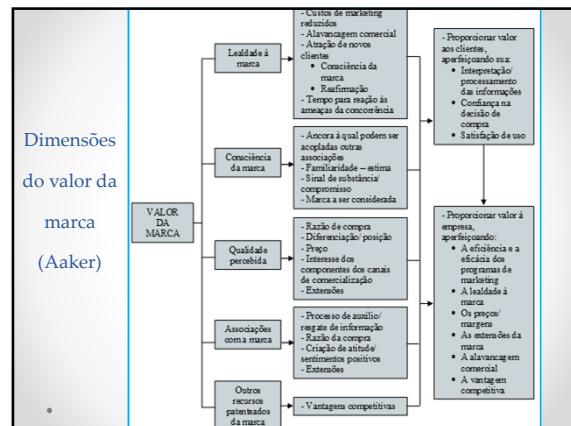 Dimensões
do valor da
marca
(Aaker)
VALOR
DA
MARCA
Lealdade à
marca
- Custos de marketing
reduzidos
- Alavancagem comercial
- Atração de novos
clientes
• Consciência da
marca
• Reafirmação
- Tempo para reação às
ameaças da concorrência
Consciência
da marca
- Ancora à qual podem ser
acopladas outras
associações
- Familiaridade – estima
- Sinal de substância/
compromisso
- Marca a ser considerada
Qualidade
percebida
- Razão de compra
- Diferenciação/ posição
- Preço
- Interesse dos
componentes dos canais
de comercialização
- Extensões
Associações
com a marca
- Processo de auxílio/
resgate de informação
- Razão da compra
- Criação de atitude/
sentimentos positivos
- Extensões
Outros
recursos
patenteados
da marca
- Vantagens competitivas
- Proporcionar valor
aos clientes,
aperfeiçoando sua:
• Interpretação/
processamento
das informações
• Confiança na
decisão de
compra
• Satisfação de uso
- Proporcionar valor à
empresa,
aperfeiçoando:
• A eficiência e a
eficácia dos
programas de
marketing
• A lealdade à
marca
• Os preços/
margens
• As extensões da
marca
• A alavancagem
comercial
• A vantagem
competitiva